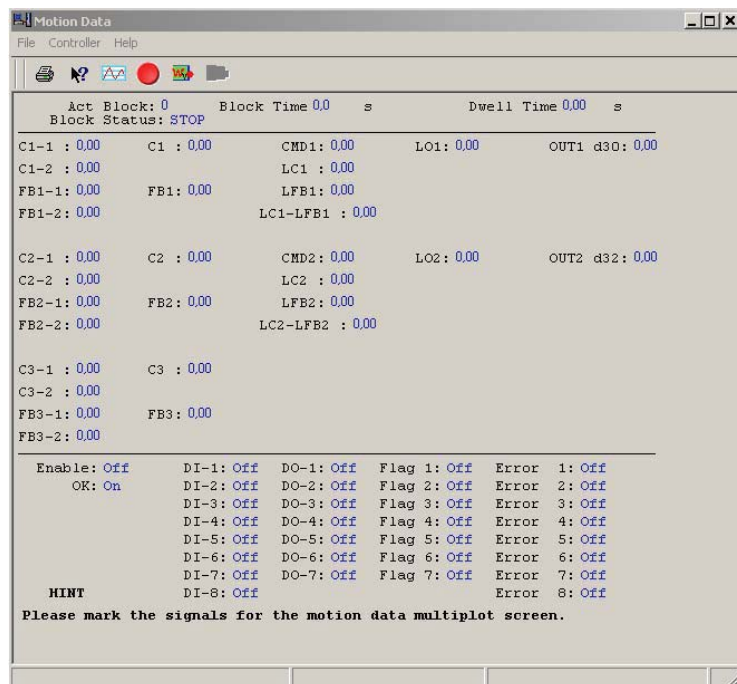 Motion Data
File Controller Help
Act Block: 0 Block Time 0,0 s Dwell Time 0,00 s
Block Status: STOP
C1-1 : 0,00 C1 : 0,00 CMD1: 0,00 LO1: 0,00 OUT1 d30: 0,00
C1-2 : 0,00 LC1 : 0,00
FB1-1: 0,00 FB1: 0,00 LFB1: 0,00
FB1-2: 0,00 LC1-LFB1 : 0,00
C2-1 : 0,00 C2 : 0,00 CMD2: 0,00 LO2: 0,00 OUT2 d32: 0,00
C2-2 : 0,00 LC2 : 0,00
FB2-1: 0,00 FB2: 0,00 LFB2: 0,00
FB2-2: 0,00 LC2-LFB2 : 0,00
C3-1 : 0,00 C3 : 0,00
C3-2 : 0,00
FB3-1: 0,00 FB3: 0,00
FB3-2: 0,00
Enable: Off DI-1: Off DO-1: Off Flag 1: Off Error 1: Off
OK: On DI-2: Off DO-2: Off Flag 2: Off Error 2: Off
DI-3: Off DO-3: Off Flag 3: Off Error 3: Off
DI-4: Off DO-4: Off Flag 4: Off Error 4: Off
DI-5: Off DO-5: Off Flag 5: Off Error 5: Off
DI-6: Off DO-6: Off Flag 6: Off Error 6: Off
DI-7: Off DO-7: Off Flag 7: Off Error 7: Off
HINT DI-8: Off Error 8: Off
Please mark the signals for the motion data multiplot screen.